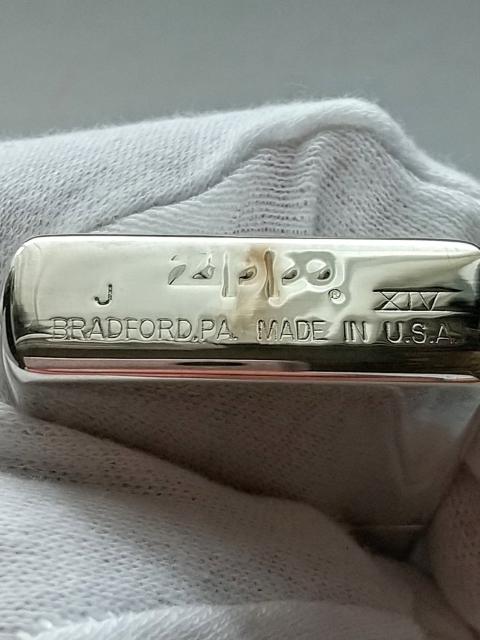 Zippo ®
J XIV
BRADFORD,PA. MADE IN U.S.A.